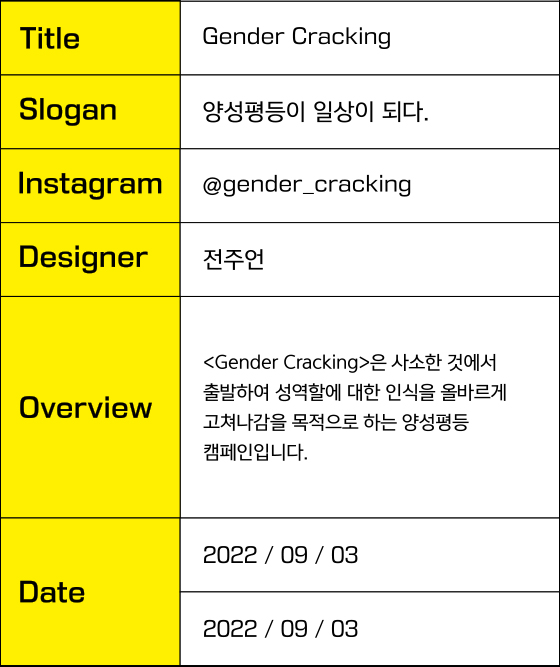 Title
Gender Cracking
Slogan
양성평등이 일상이 되다.
Instagram
@gender_cracking
Designer
전주언
Overview
<Gender Cracking>은 사소한 것에서
출발하여 성역할에 대한 인식을 올바르게
고쳐나감을 목적으로 하는 양성평등
캠페인입니다.
Date
2022 / 09 / 03
2022 / 09 / 03